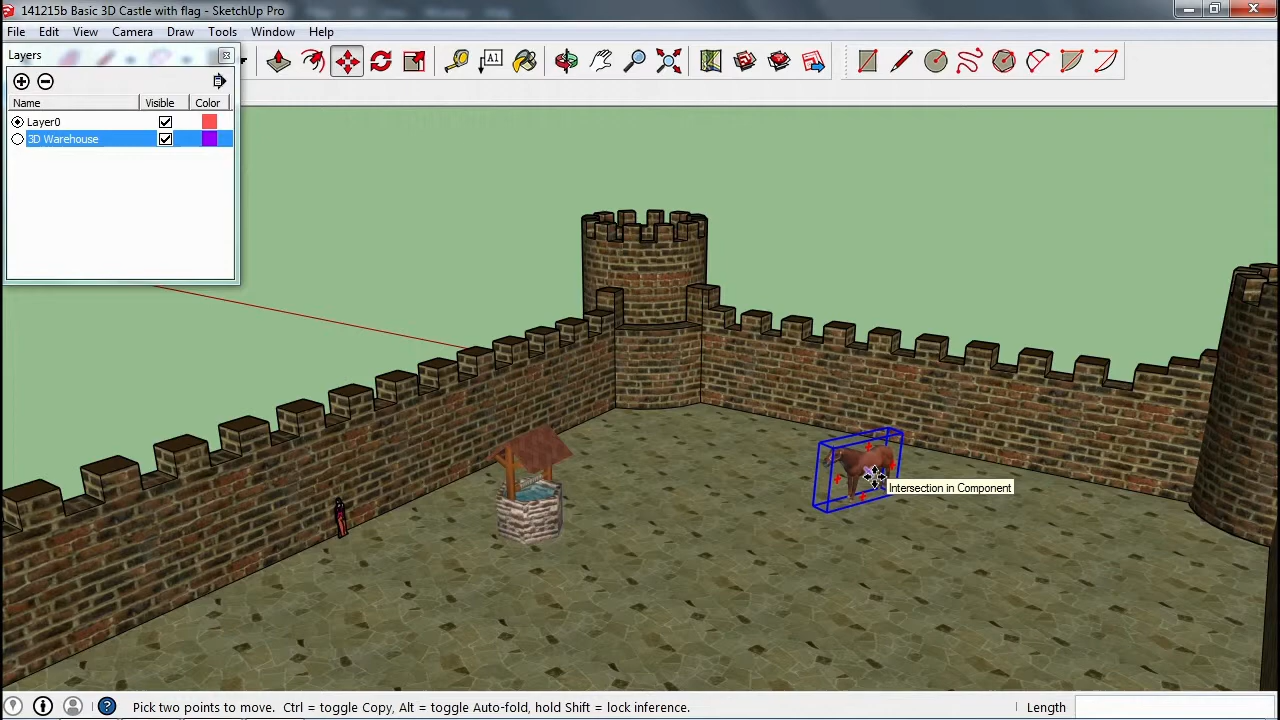 141215b Basic 3D Castle with flag - SketchUp Pro
File Edit View Camera Draw Tools Window Help
Layers
A1
Name Visible Color
Layer0
3D Warehouse
Intersection in Component
Pick two points to move. Ctrl = toggle Copy, Alt = toggle Auto-fold, hold Shift = lock inference. Length